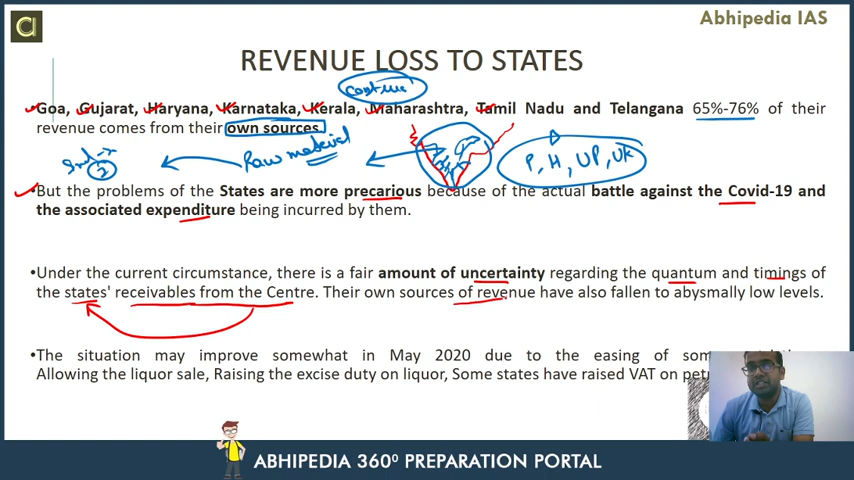 Abhipedia IAS
a
REVENUE LOSS TO STATES
•Goa, Gujarat, Haryana, Karnataka, Kerala, Maharashtra, Tamil Nadu and Telangana 65%-76% of their
revenue comes from their own sources.
Raw material
P, H, UP, UK
•But the problems of the States are more precarious because of the actual battle against the Covid-19 and
the associated expenditure being incurred by them.
•Under the current circumstance, there is a fair amount of uncertainty regarding the quantum and timings of
the states' receivables from the Centre. Their own sources of revenue have also fallen to abysmally low levels.
•The situation may improve somewhat in May 2020 due to the easing of
Allowing the liquor sale, Raising the excise duty on liquor, Some states have raised VAT on
ABHIPEDIA 360⁰ PREPARATION PORTAL